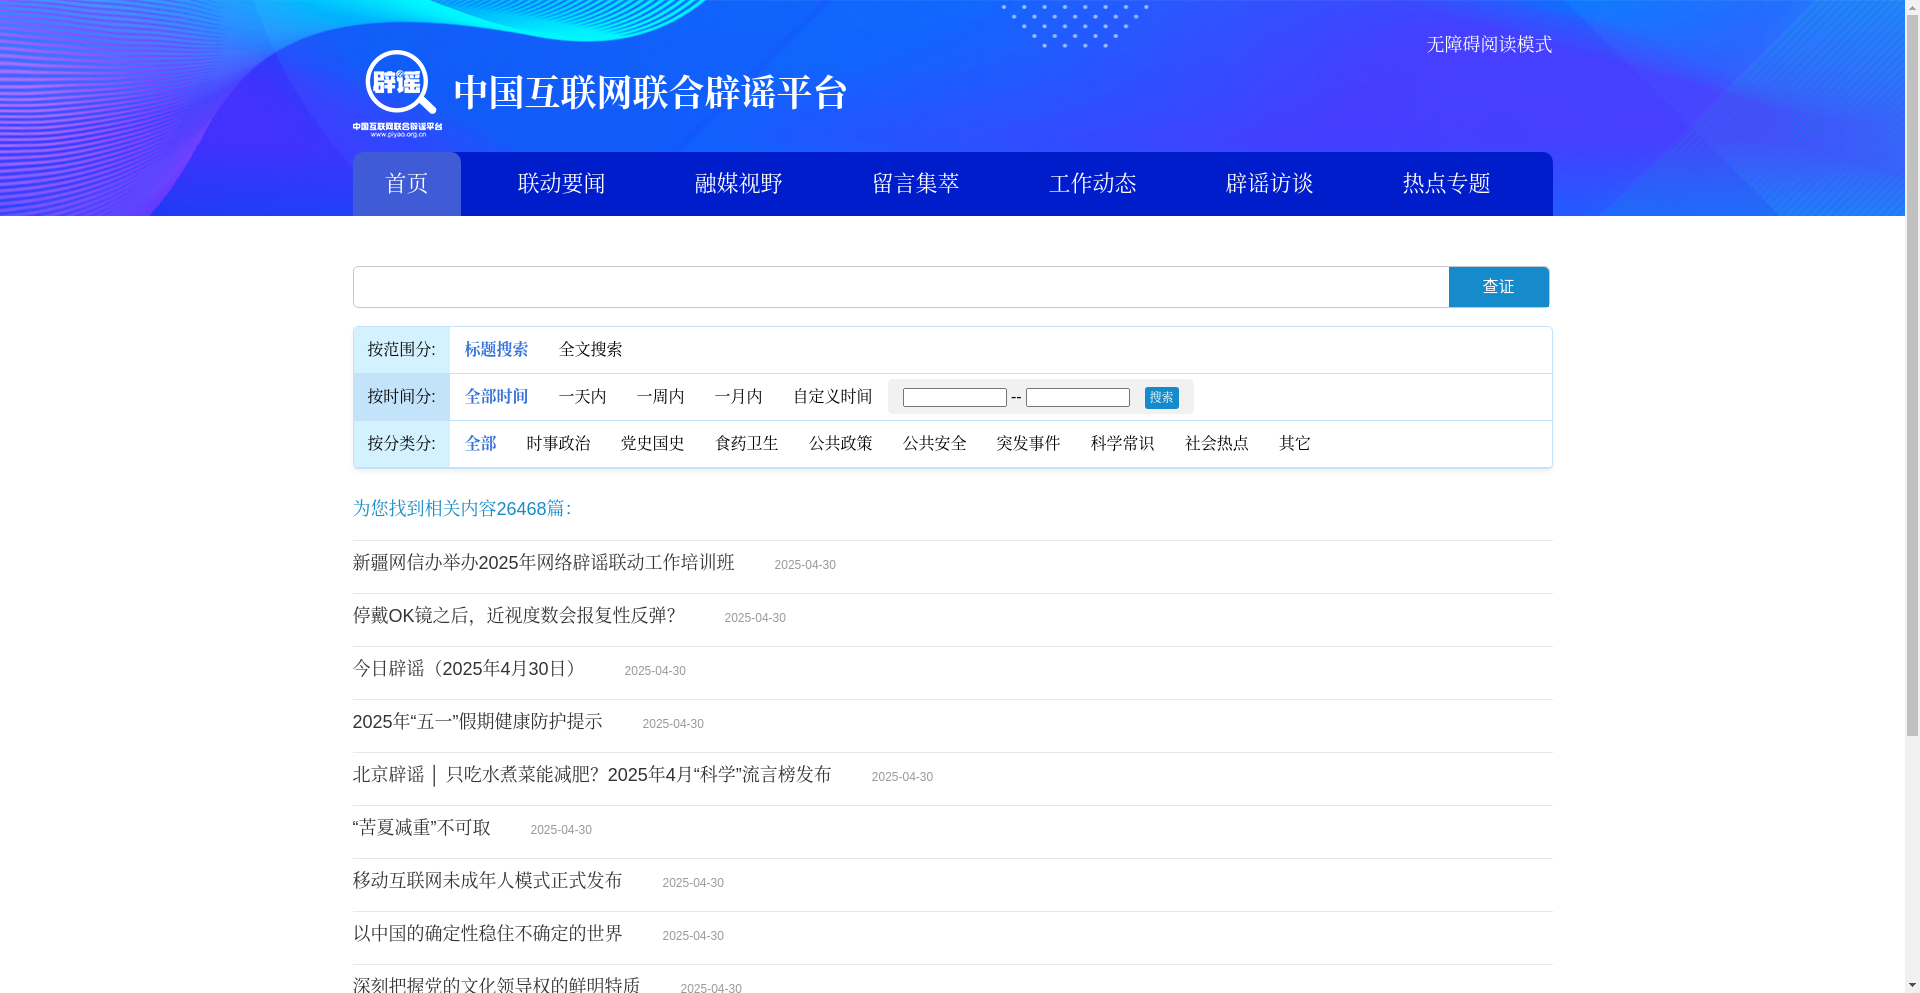 无障碍阅读模式
辟谣
中国互联网联合辟谣平台
www.piyao.org.cn
中国互联网联合辟谣平台
首页 联动要闻 融媒视野 留言集萃 工作动态 辟谣访谈 热点专题
查证
按范围分: 标题搜索 全文搜索
按时间分: 全部时间 一天内 一周内 一月内 自定义时间 -- 搜索
按分类分: 全部 时事政治 党史国史 食药卫生 公共政策 公共安全 突发事件 科学常识 社会热点 其它
为您找到相关内容26468篇：
新疆网信办举办2025年网络辟谣联动工作培训班 2025-04-30
停戴OK镜之后，近视度数会报复性反弹？ 2025-04-30
今日辟谣（2025年4月30日） 2025-04-30
2025年“五一”假期健康防护提示 2025-04-30
北京辟谣 │ 只吃水煮菜能减肥？2025年4月“科学”流言榜发布 2025-04-30
“苦夏减重”不可取 2025-04-30
移动互联网未成年人模式正式发布 2025-04-30
以中国的确定性稳住不确定的世界 2025-04-30
深刻把握党的文化领导权的鲜明特质 2025-04-30